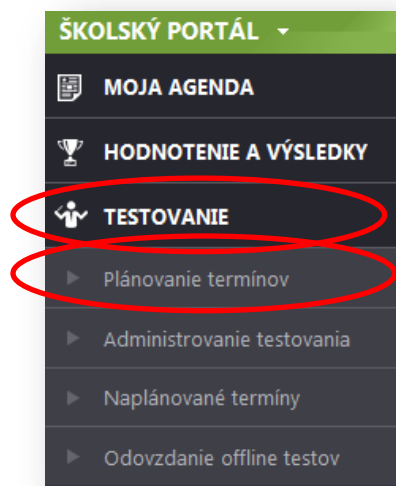 ŠKOLSKÝ PORTÁL
MOJA AGENDA
HODNOTENIE A VÝSLEDKY
TESTOVANIE
Plánovanie termínov
Administrovanie testovania
Naplánované termíny
Odovzdanie offline testov